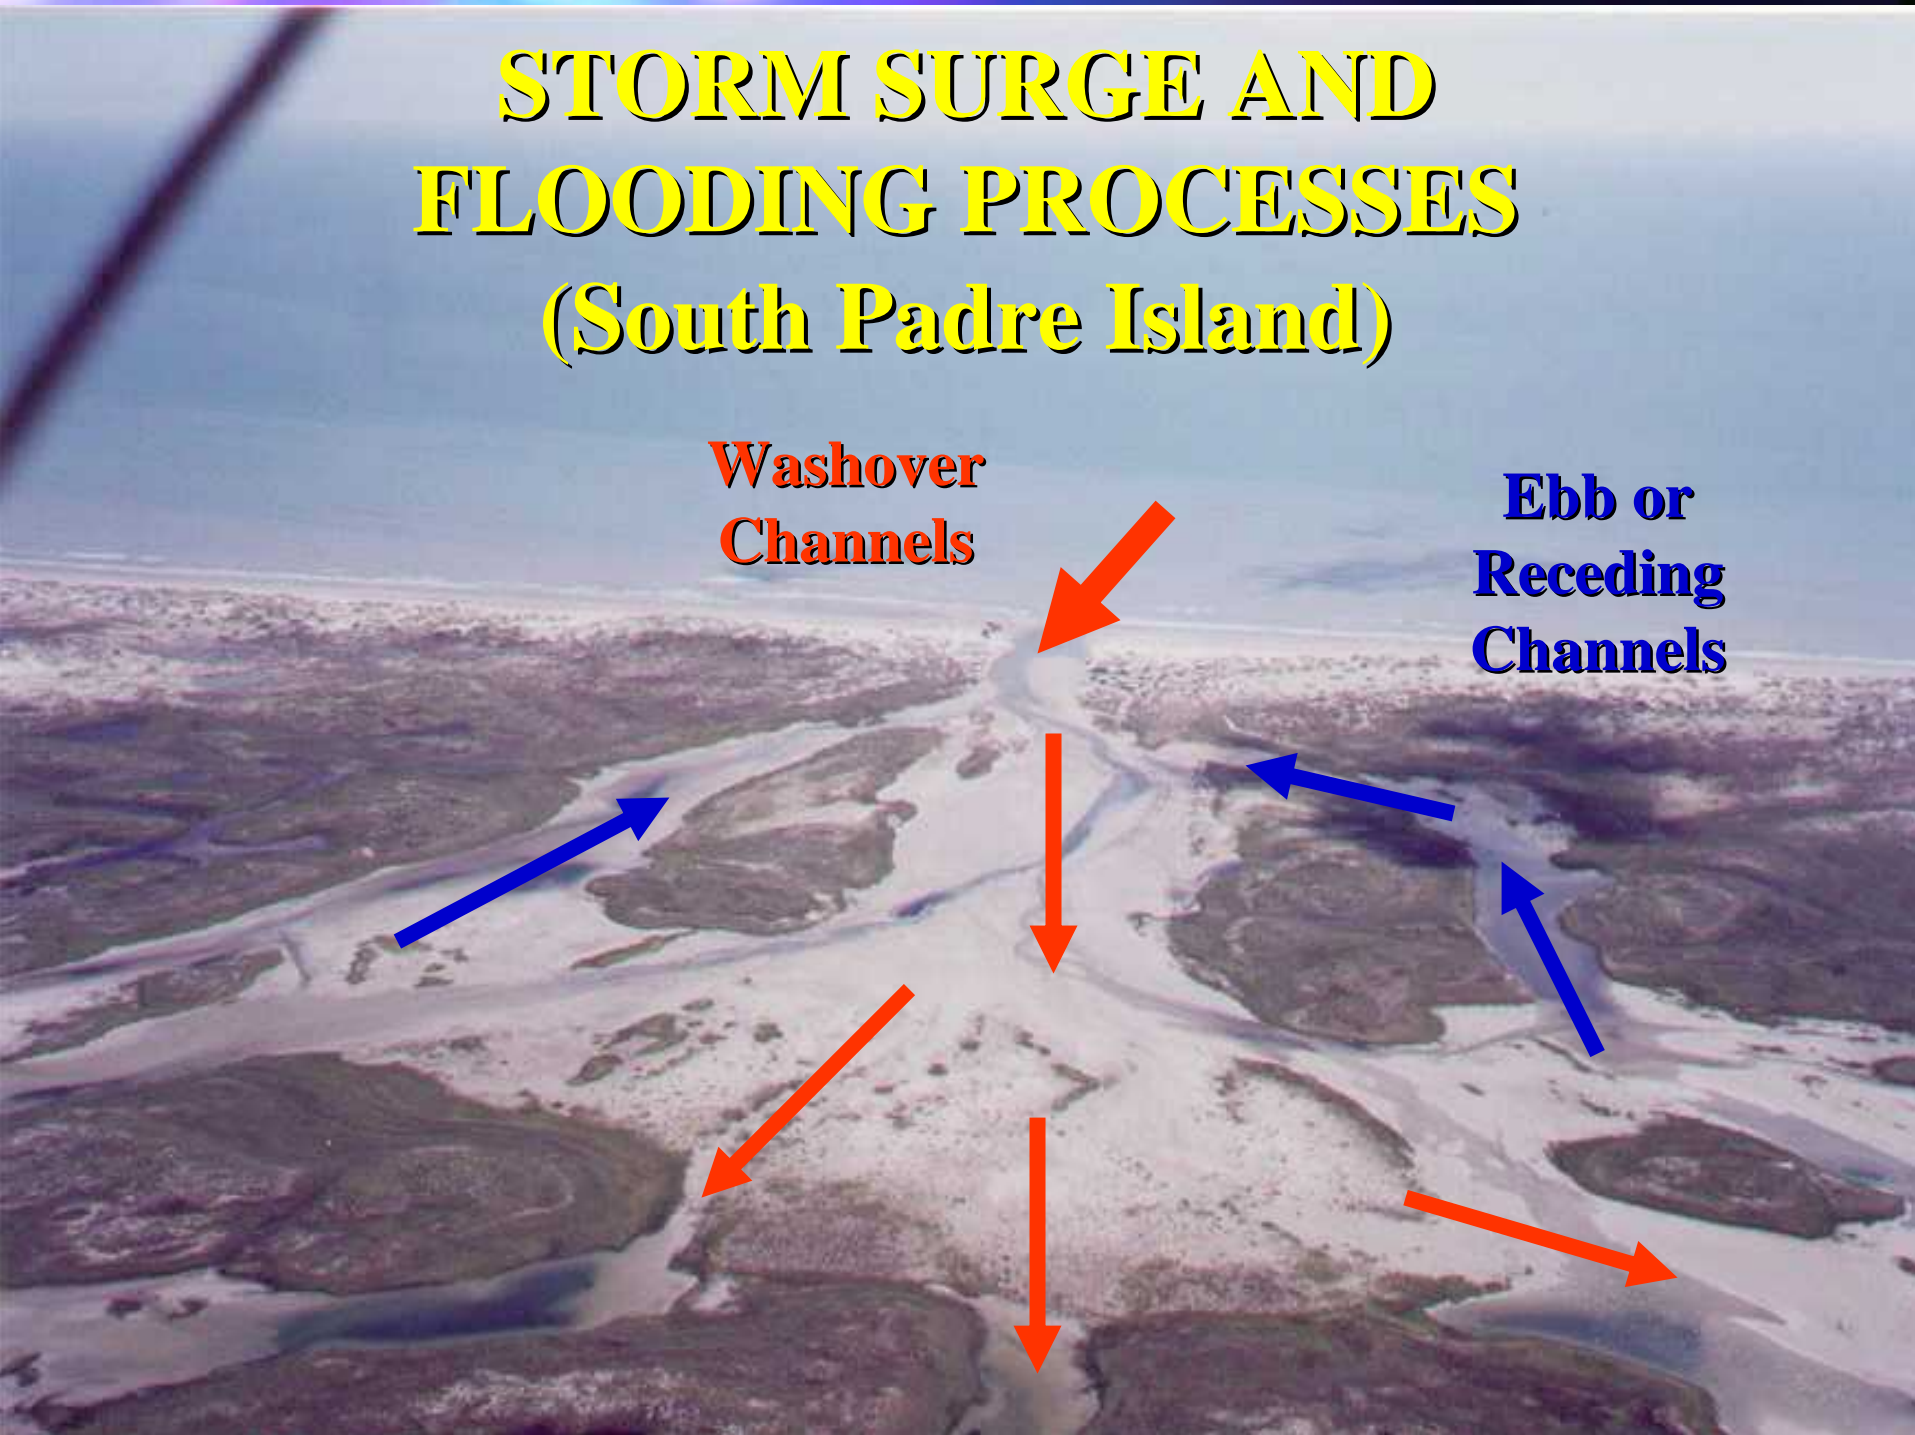 STORM SURGE AND
FLOODING PROCESSES
(South Padre Island)
Washover
Channels
Ebb or
Receding
Channels